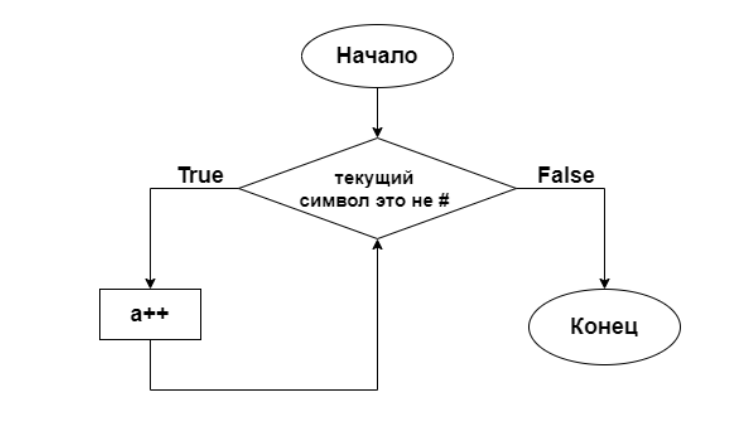 Начало
True
False
текущий
символ это не #
a++
Конец